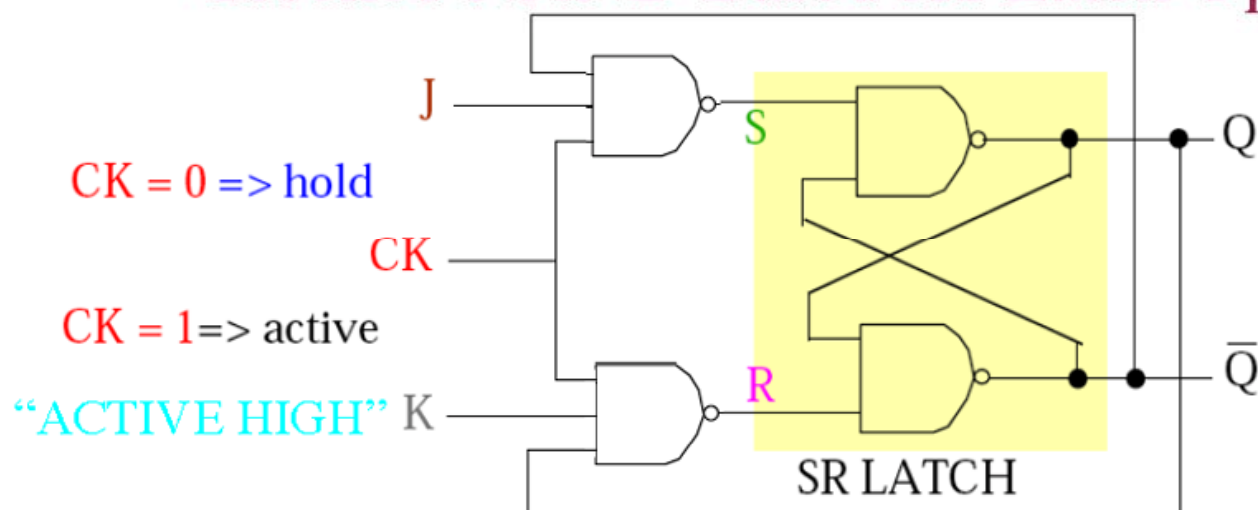 J
S
Q
CK = 0 => hold
CK
CK = 1=> active
“ACTIVE HIGH” K
R
Q̅
SR LATCH